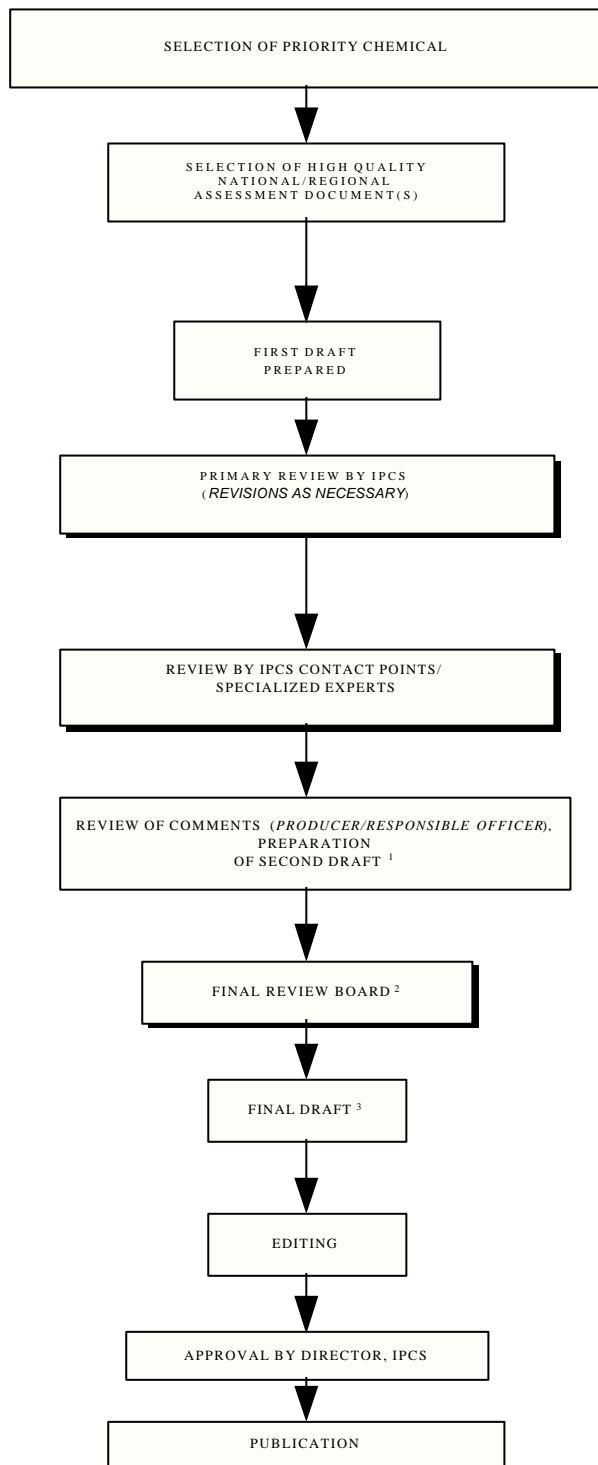 SELECTION OF PRIORITY CHEMICAL
SELECTION OF HIGH QUALITY
NATIONAL/REGIONAL
ASSESSMENT DOCUMENT(S)
FIRST DRAFT
PREPARED
PRIMARY REVIEW BY IPCS
(REVISIONS AS NECESSARY)
REVIEW BY IPCS CONTACT POINTS/
SPECIALIZED EXPERTS
REVIEW OF COMMENTS (PRODUCER/RESPONSIBLE OFFICER),
PREPARATION
OF SECOND DRAFT 1
FINAL REVIEW BOARD 2
FINAL DRAFT 3
EDITING
APPROVAL BY DIRECTOR, IPCS
PUBLICATION